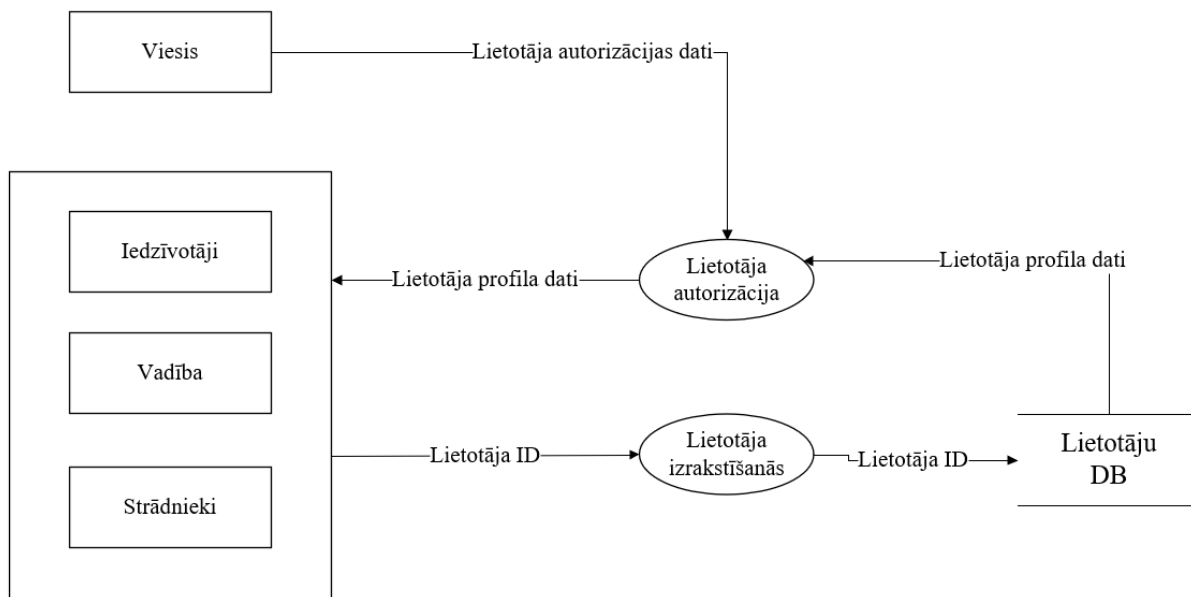 Viesis
Lietotāja autorizācijas dati
Iedzīvotāji
Lietotāja profila dati
Lietotāja
autorizācija
Lietotāja profila dati
Vadība
Lietotāja ID
Lietotāja
izrakstīšanās
Lietotāja ID
Lietotāju
DB
Strādnieki